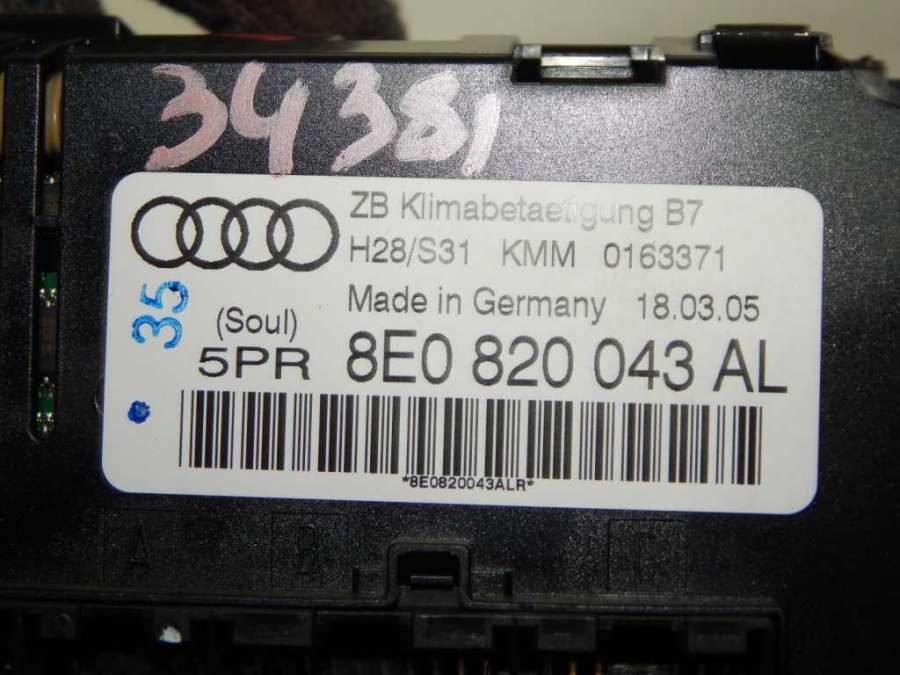 34381
ZB Klimabetaetigung B7
H28/S31 KMM 0163371
Made in Germany 18.03.05
35
(Soul)
5PR 8E0 820 043 AL
*8E0820043ALR*
A B C